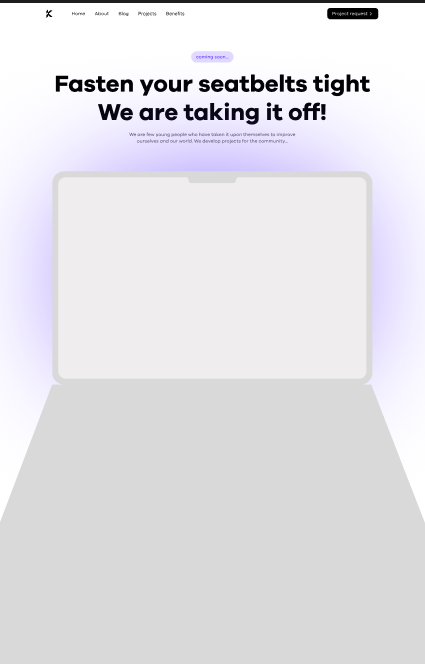 Home About Blog Projects Benefits Project request >
coming soon...
Fasten your seatbelts tight
We are taking it off!
We are few young people who have taken it upon themselves to improve
ourselves and our world. We develop projects for the community...